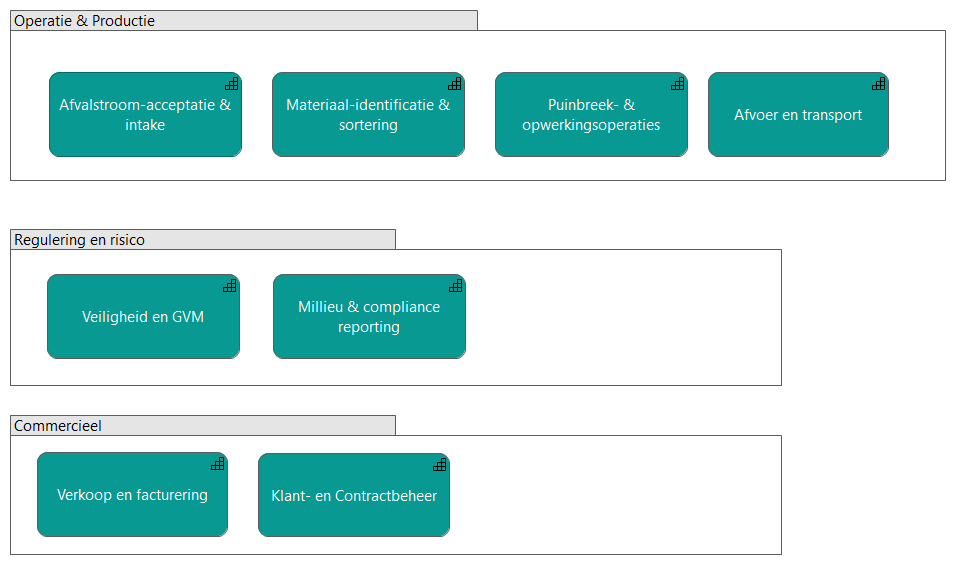 Operatie & Productie
Afvalstroom-acceptatie &
intake
Materiaal-identificatie &
sortering
Puinbreek- &
opwerkingsoperaties
Afvoer en transport
Regulering en risico
Veiligheid en GVM
Millieu & compliance
reporting
Commercieel
Verkoop en facturering
Klant- en Contractbeheer